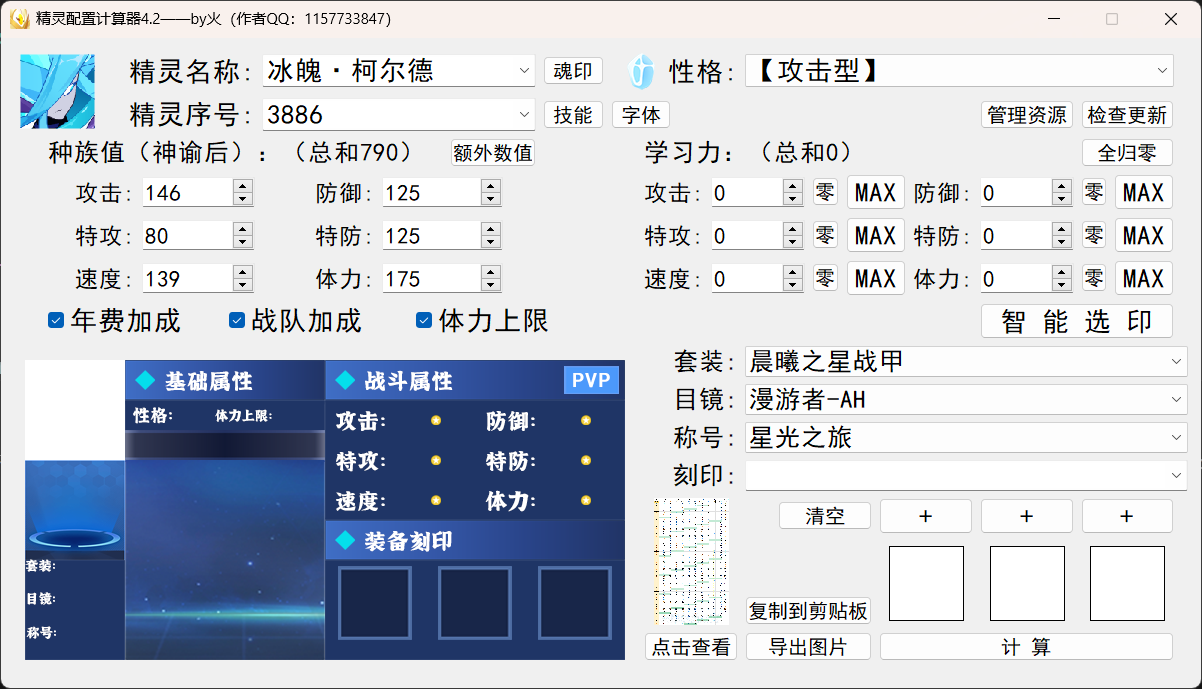 精灵配置计算器4.2——by火（作者QQ：1157733847）
精灵名称: 冰魄·柯尔德 魂印 性格: 【攻击型】
精灵序号: 3886 技能 字体 管理资源 检查更新
种族值（神谕后）: （总和790） 额外数值 学习力: （总和0） 全归零
攻击: 146 防御: 125 攻击: 0 零 MAX 防御: 0 零 MAX
特攻: 80 特防: 125 特攻: 0 零 MAX 特防: 0 零 MAX
速度: 139 体力: 175 速度: 0 零 MAX 体力: 0 零 MAX
年费加成 战队加成 体力上限 智能选印
套装: 晨曦之星战甲
目镜: 漫游者-AH
称号: 星光之旅
刻印:
基础属性 战斗属性 PVP
性格: 体力上限: 攻击: 防御:
特攻: 特防:
速度: 体力:
装备刻印
套装:
目镜:
称号:
清空 + + +
复制到剪贴板
点击查看 导出图片 计算